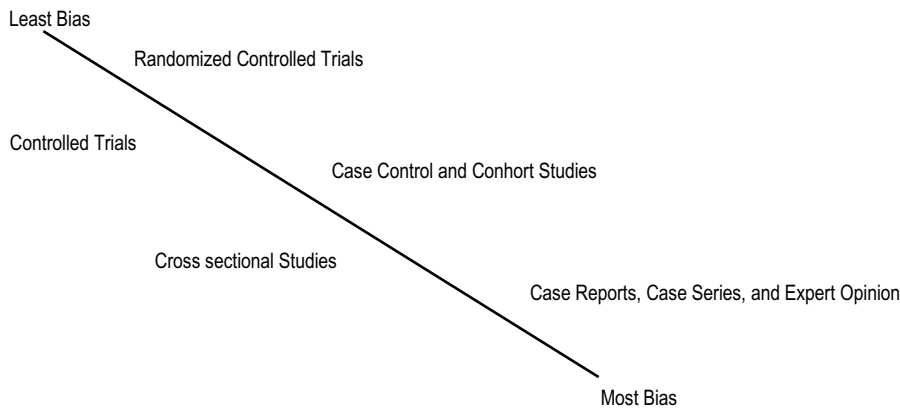 Least Bias
Randomized Controlled Trials
Controlled Trials
Case Control and Conhort Studies
Cross sectional Studies
Case Reports, Case Series, and Expert Opinion
Most Bias